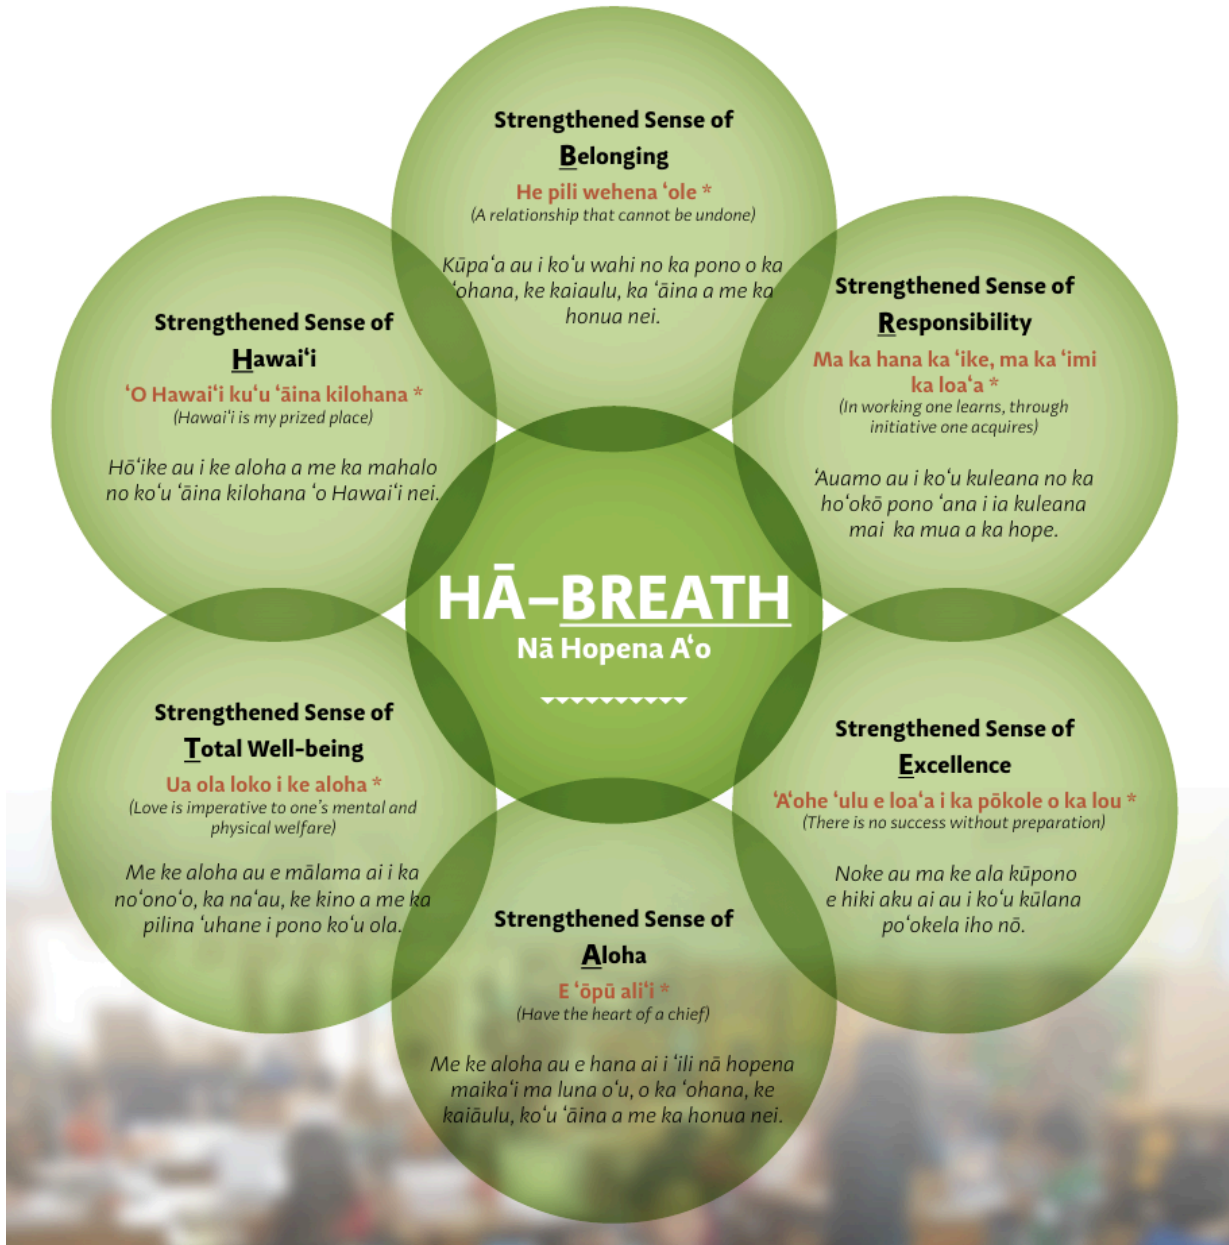 Strengthened Sense of
Belonging
He pili wehena ʻole *
(A relationship that cannot be undone)
Kūpaʻa au i koʻu wahi no ka pono o ka
ʻohana, ke kaiaulu, ka ʻāina a me ka
honua nei.
Strengthened Sense of
Responsibility
Ma ka hana ka ʻike, ma ka ʻimi
ka loaʻa *
(In working one learns, through
initiative one acquires)
ʻAuamo au i koʻu kuleana no ka
hoʻokō pono ʻana i ia kuleana
mai ka mua a ka hope.
Strengthened Sense of
Excellence
ʻAʻohe ʻulu e loaʻa i ka pōkole o ka lou *
(There is no success without preparation)
Noke au ma ke ala kūpono
e hiki aku ai au i koʻu kūlana
poʻokela iho nō.
Strengthened Sense of
Aloha
E ʻōpū aliʻi *
(Have the heart of a chief)
Me ke aloha au e hana ai i ʻili nā hopena
maikaʻi ma luna oʻu, o ka ʻohana, ke
kaiāulu, koʻu ʻāina a me ka honua nei.
Strengthened Sense of
Total Well-being
Ua ola loko i ke aloha *
(Love is imperative to one's mental and
physical welfare)
Me ke aloha au e mālama ai i ka
noʻonoʻo, ka naʻau, ke kino a me ka
pilina ʻuhane i pono koʻu ola.
Strengthened Sense of
Hawaiʻi
ʻO Hawaiʻi kuʻu ʻāina kilohana *
(Hawaiʻi is my prized place)
Hōʻike au i ke aloha a me ka mahalo
no koʻu ʻāina kilohana ʻo Hawaiʻi nei.
HĀ–BREATH
Nā Hopena Aʻo